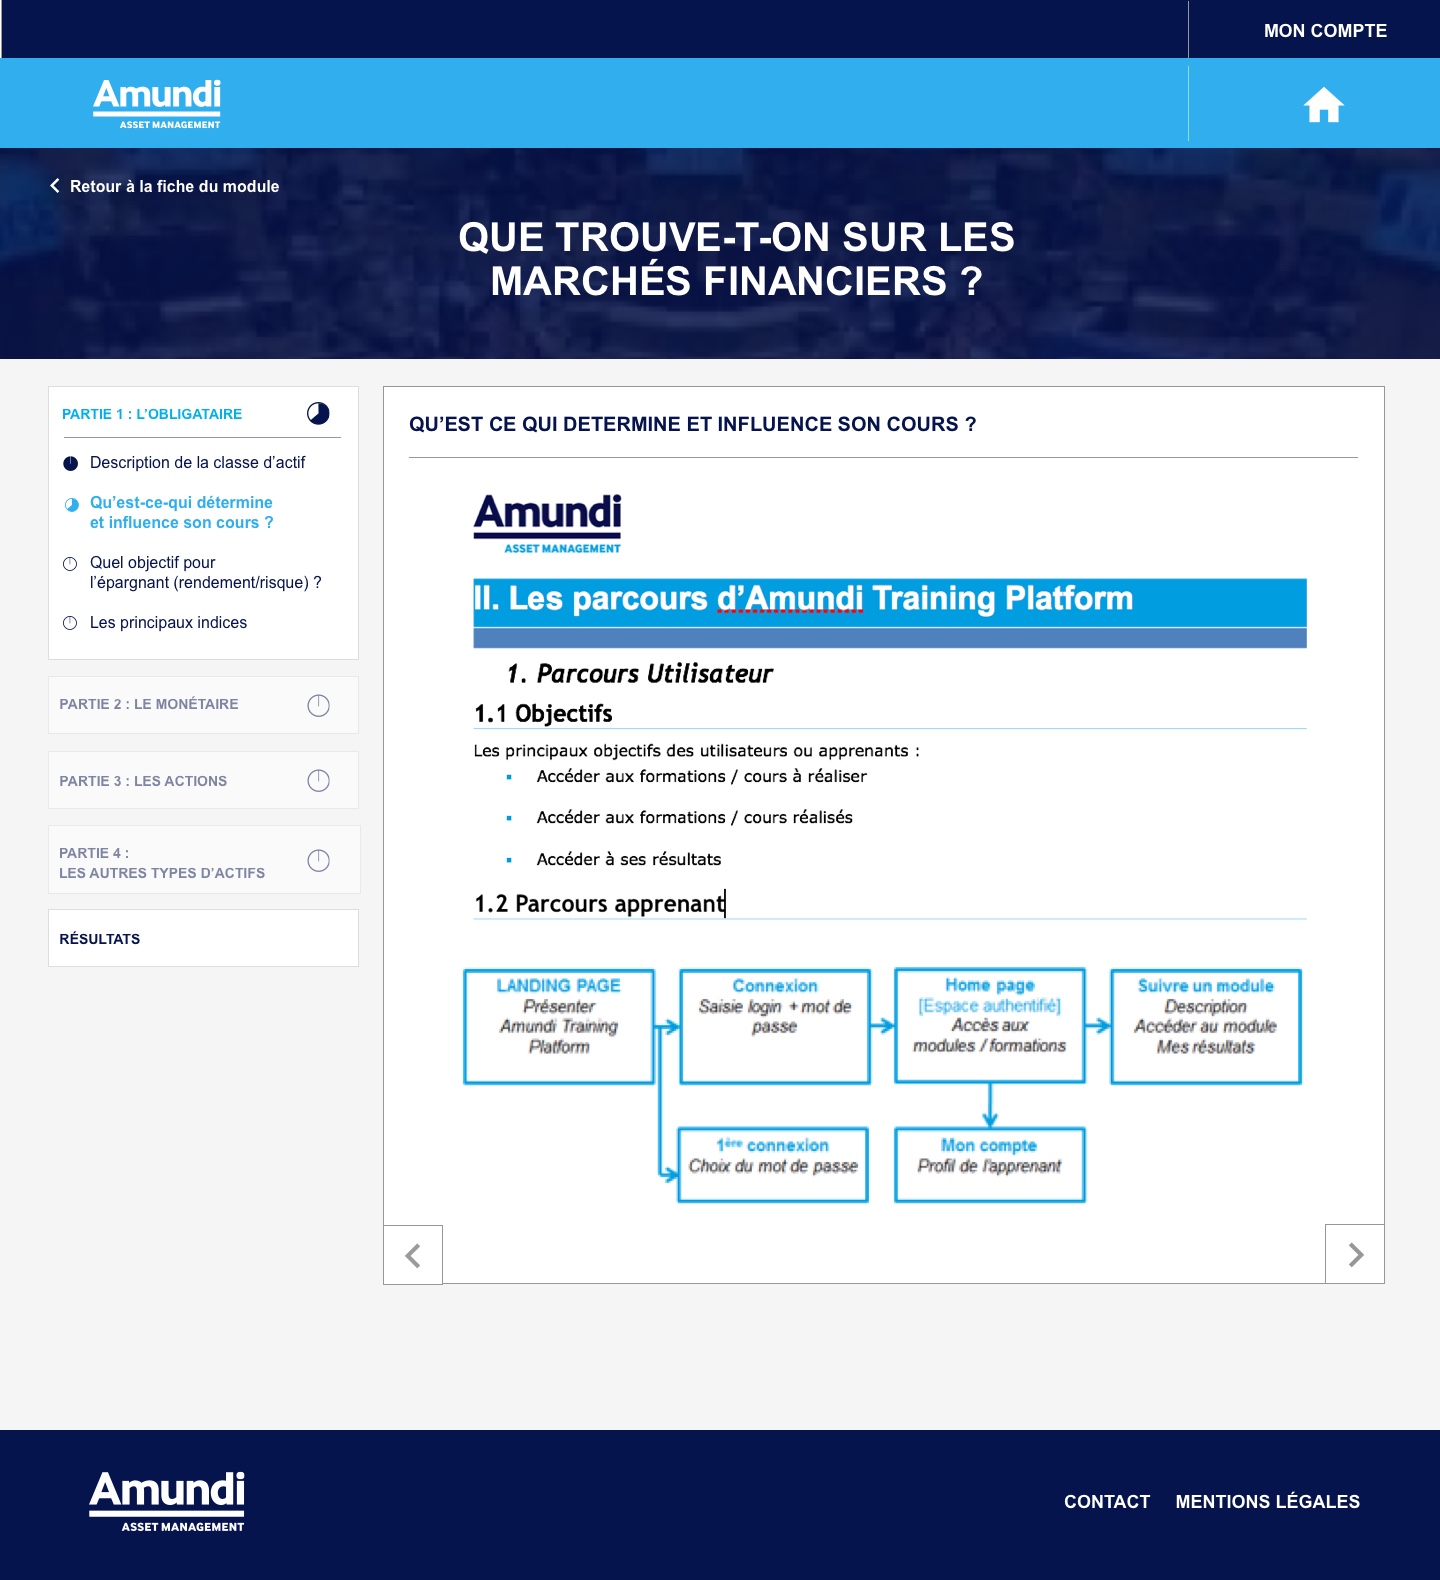 MON COMPTE
Amundi
ASSET MANAGEMENT
Retour à la fiche du module
QUE TROUVE-T-ON SUR LES
MARCHÉS FINANCIERS ?
PARTIE 1 : L’OBLIGATAIRE
Description de la classe d’actif
Qu’est-ce-qui détermine
et influence son cours ?
Quel objectif pour
l’épargnant (rendement/risque) ?
Les principaux indices
PARTIE 2 : LE MONÉTAIRE
PARTIE 3 : LES ACTIONS
PARTIE 4 :
LES AUTRES TYPES D’ACTIFS
RÉSULTATS
QU’EST CE QUI DETERMINE ET INFLUENCE SON COURS ?
Amundi
ASSET MANAGEMENT
II. Les parcours d’Amundi Training Platform
1. Parcours Utilisateur
1.1 Objectifs
Les principaux objectifs des utilisateurs ou apprenants :
▪ Accéder aux formations / cours à réaliser
▪ Accéder aux formations / cours réalisés
▪ Accéder à ses résultats
1.2 Parcours apprenant
LANDING PAGE
Présenter
Amundi Training
Platform
Connexion
Saisie login + mot de
passe
Home page
[Espace authentifié]
Accès aux
modules / formations
Suivre un module
Description
Accéder au module
Mes résultats
1ère connexion
Choix du mot de passe
Mon compte
Profil de l’apprenant
Amundi
ASSET MANAGEMENT
CONTACT MENTIONS LÉGALES